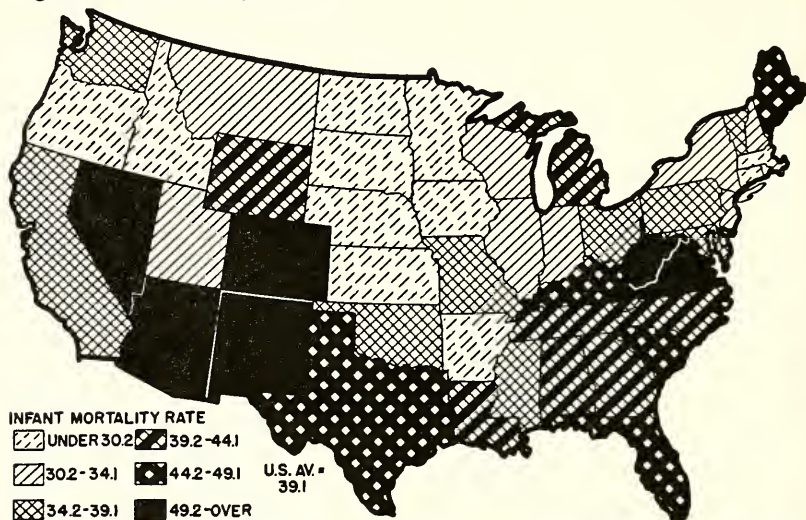 INFANT MORTALITY RATE
UNDER 30.2
39.2-44.1
30.2-34.1
44.2-49.1
U.S. AV.=
39.1
34.2-39.1
49.2-OVER